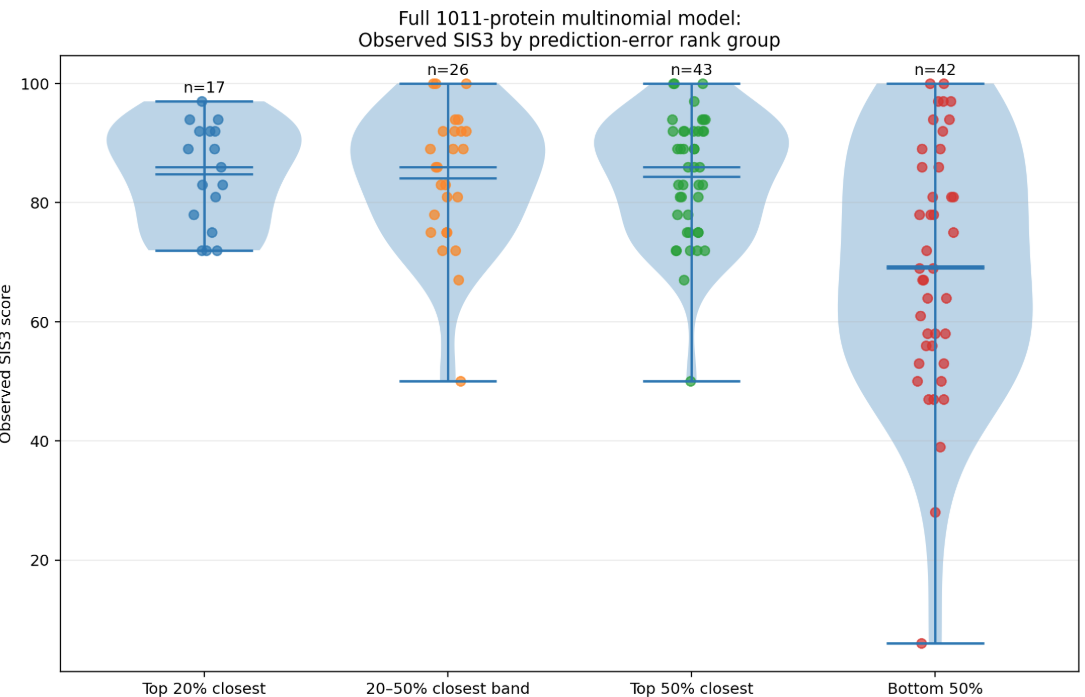 Full 1011-protein multinomial model:
Observed SIS3 by prediction-error rank group
n=17
n=26
n=43
n=42
100
80
60
40
20
Observed SIS3 score
Top 20% closest
20–50% closest band
Top 50% closest
Bottom 50%